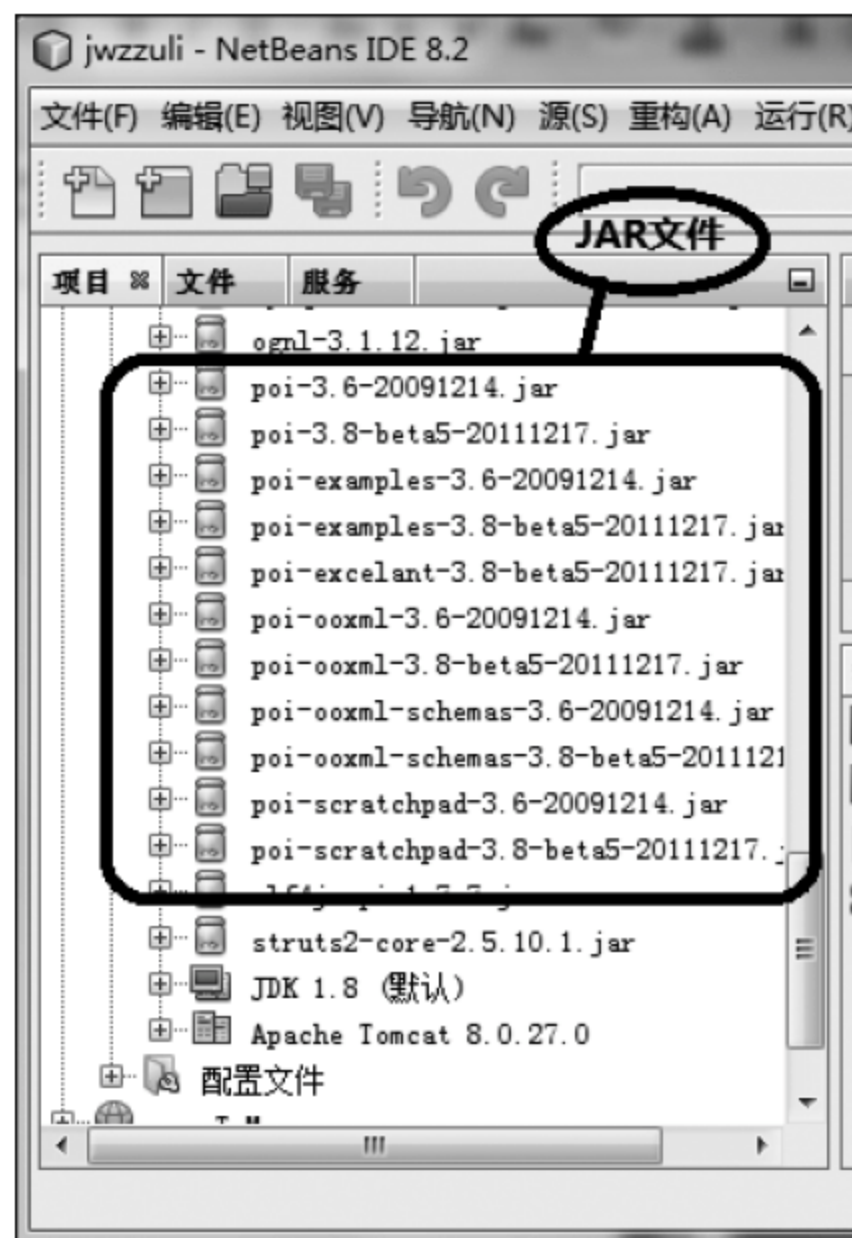 jwzzuli - NetBeans IDE 8.2
文件(F) 编辑(E) 视图(V) 导航(N) 源(S) 重构(A) 运行(R)
JAR文件
项目 文件 服务
ognl-3.1.12.jar
poi-3.6-20091214.jar
poi-3.8-beta5-20111217.jar
poi-examples-3.6-20091214.jar
poi-examples-3.8-beta5-20111217.jar
poi-excelant-3.8-beta5-20111217.jar
poi-ooxml-3.6-20091214.jar
poi-ooxml-3.8-beta5-20111217.jar
poi-ooxml-schemas-3.6-20091214.jar
poi-ooxml-schemas-3.8-beta5-2011121
poi-scratchpad-3.6-20091214.jar
poi-scratchpad-3.8-beta5-20111217.j
struts2-core-2.5.10.1.jar
JDK 1.8 (默认)
Apache Tomcat 8.0.27.0
配置文件